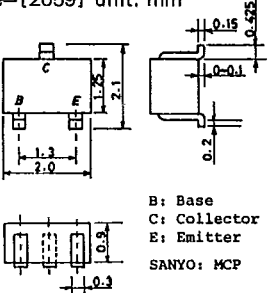 [2059] unit: mm
0.15
0.425
C
1.25
2.1
0~0.1
B E
1.3
2.0
0.2
0.9
0.3
B: Base
C: Collector
E: Emitter
SANYO: MCP